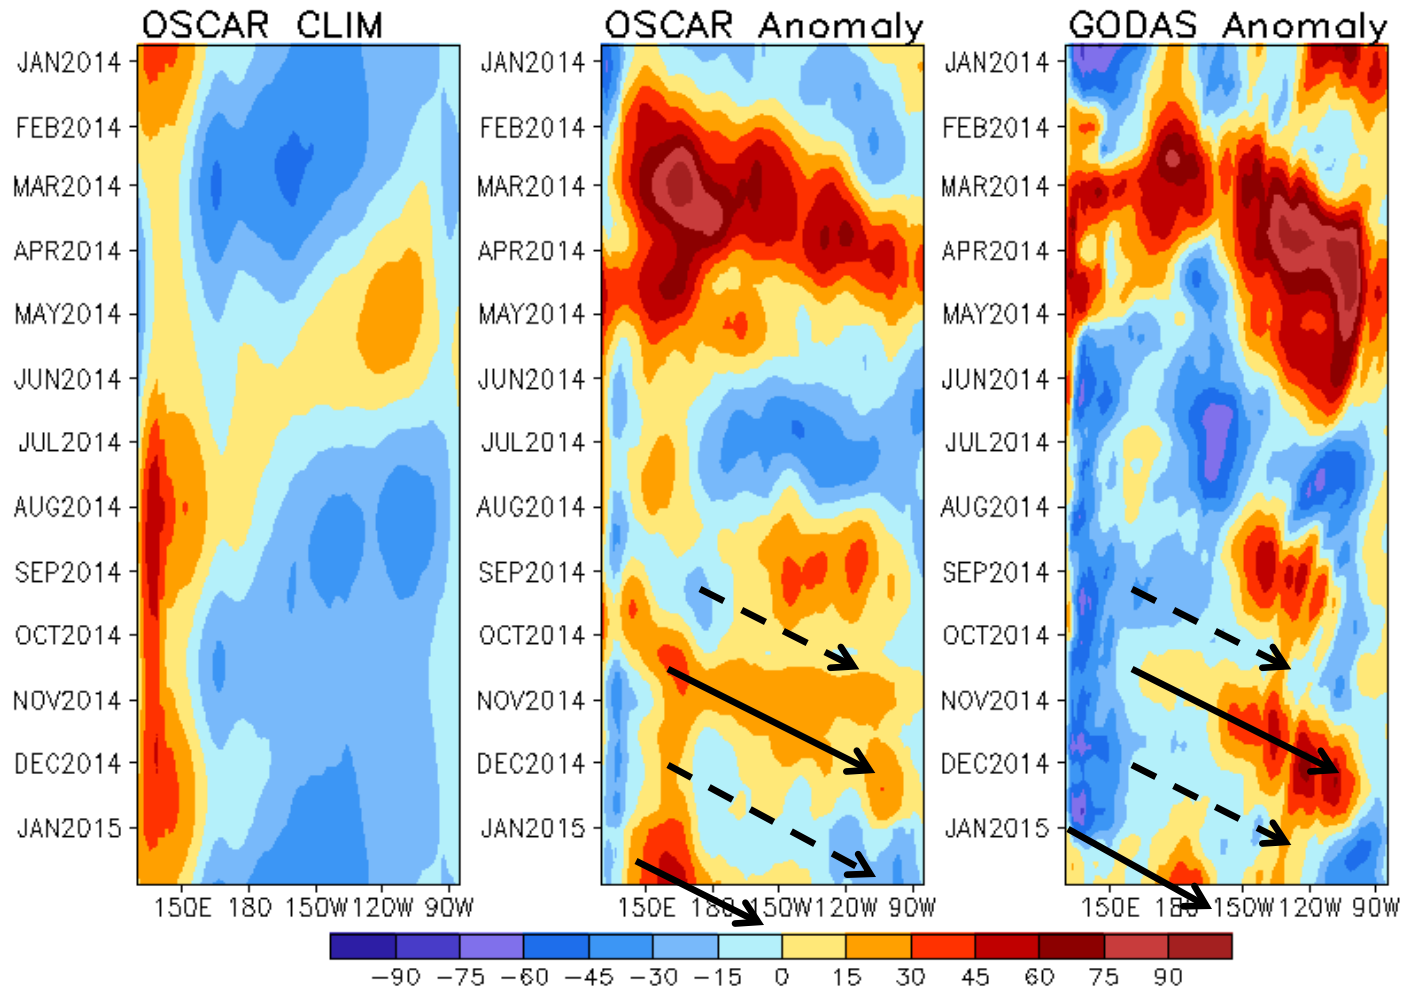 OSCAR CLIM
OSCAR Anomaly
GODAS Anomaly
JAN2014
FEB2014
MAR2014
APR2014
MAY2014
JUN2014
JUL2014
AUG2014
SEP2014
OCT2014
NOV2014
DEC2014
JAN2015
150E 180 150W 120W 90W
JAN2014
FEB2014
MAR2014
APR2014
MAY2014
JUN2014
JUL2014
AUG2014
SEP2014
OCT2014
NOV2014
DEC2014
JAN2015
150E 180 150W 120W 90W
JAN2014
FEB2014
MAR2014
APR2014
MAY2014
JUN2014
JUL2014
AUG2014
SEP2014
OCT2014
NOV2014
DEC2014
JAN2015
150E 180 150W 120W 90W
-90 -75 -60 -45 -30 -15 0 15 30 45 60 75 90